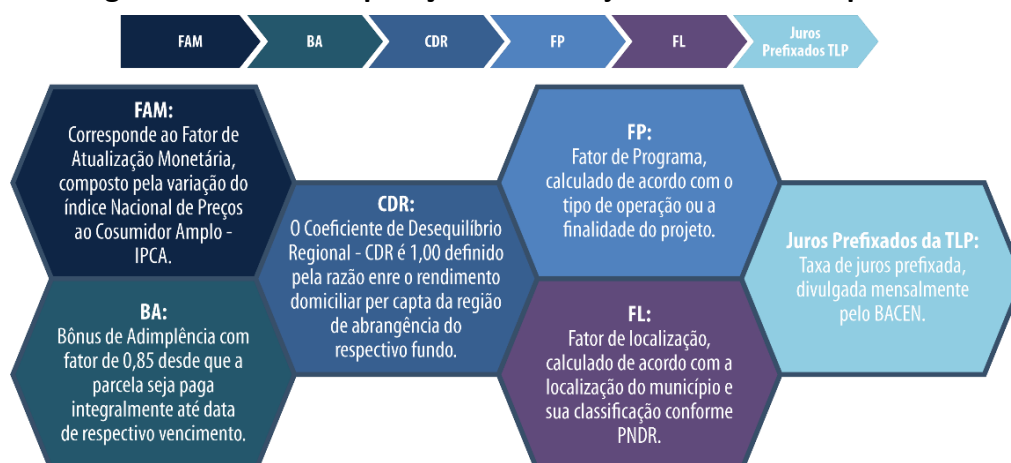 FAM
BA
CDR
FP
FL
Juros
Prefixados TLP
FAM:
Corresponde ao Fator de
Atualização Monetária,
composto pela variação do
índice Nacional de Preços
ao Cosumidor Amplo -
IPCA.
BA:
Bônus de Adimplência com
fator de 0,85 desde que a
parcela seja paga
integralmente até data
de respectivo vencimento.
CDR:
O Coeficiente de Desequilíbrio
Regional - CDR é 1,00 definido
pela razão enre o rendimento
domiciliar per capta da região
de abrangência do
respectivo fundo.
FP:
Fator de Programa,
calculado de acordo com o
tipo de operação ou a
finalidade do projeto.
FL:
Fator de localização,
calculado de acordo com a
localização do município e
sua classificação conforme
PNDR.
Juros Prefixados da TLP:
Taxa de juros prefixada,
divulgada mensalmente
pelo BACEN.